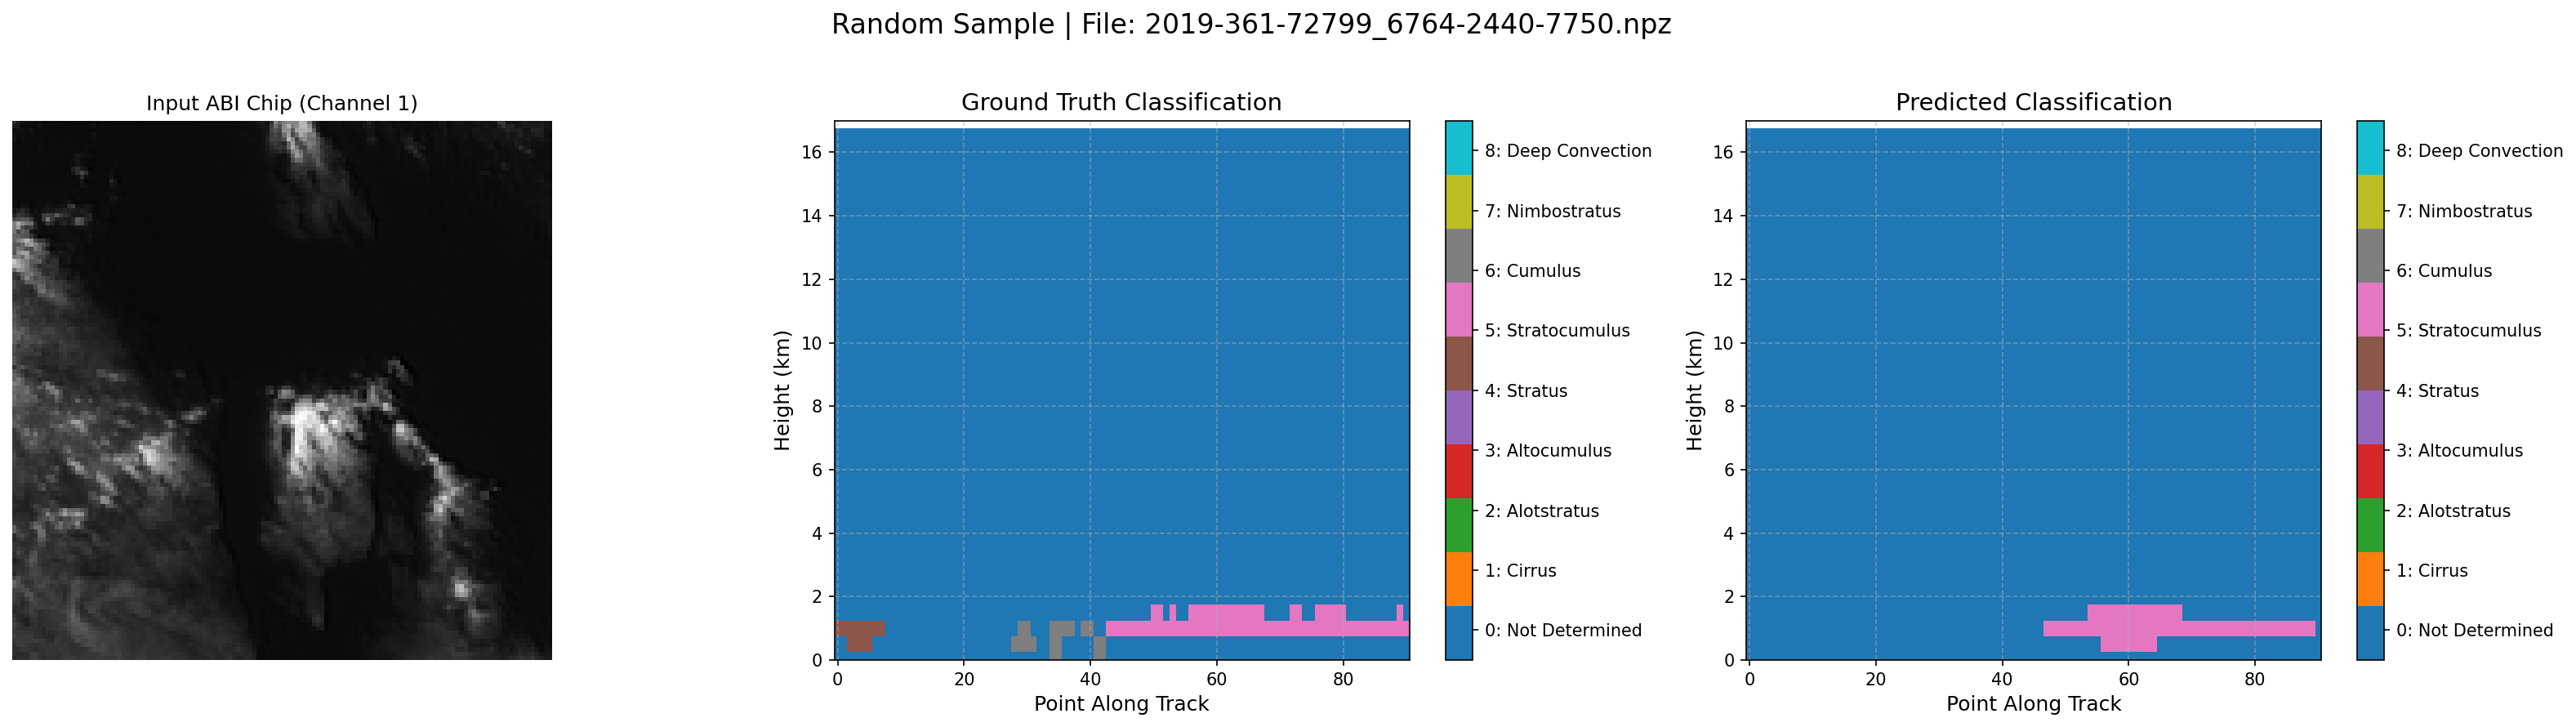 Random Sample | File: 2019-361-72799_6764-2440-7750.npz
Input ABI Chip (Channel 1)
Ground Truth Classification
Height (km)
16
14
12
10
8
6
4
2
0
0 20 40 60 80
Point Along Track
8: Deep Convection
7: Nimbostratus
6: Cumulus
5: Stratocumulus
4: Stratus
3: Altocumulus
2: Alotstratus
1: Cirrus
0: Not Determined
Predicted Classification
Height (km)
16
14
12
10
8
6
4
2
0
0 20 40 60 80
Point Along Track
8: Deep Convection
7: Nimbostratus
6: Cumulus
5: Stratocumulus
4: Stratus
3: Altocumulus
2: Alotstratus
1: Cirrus
0: Not Determined